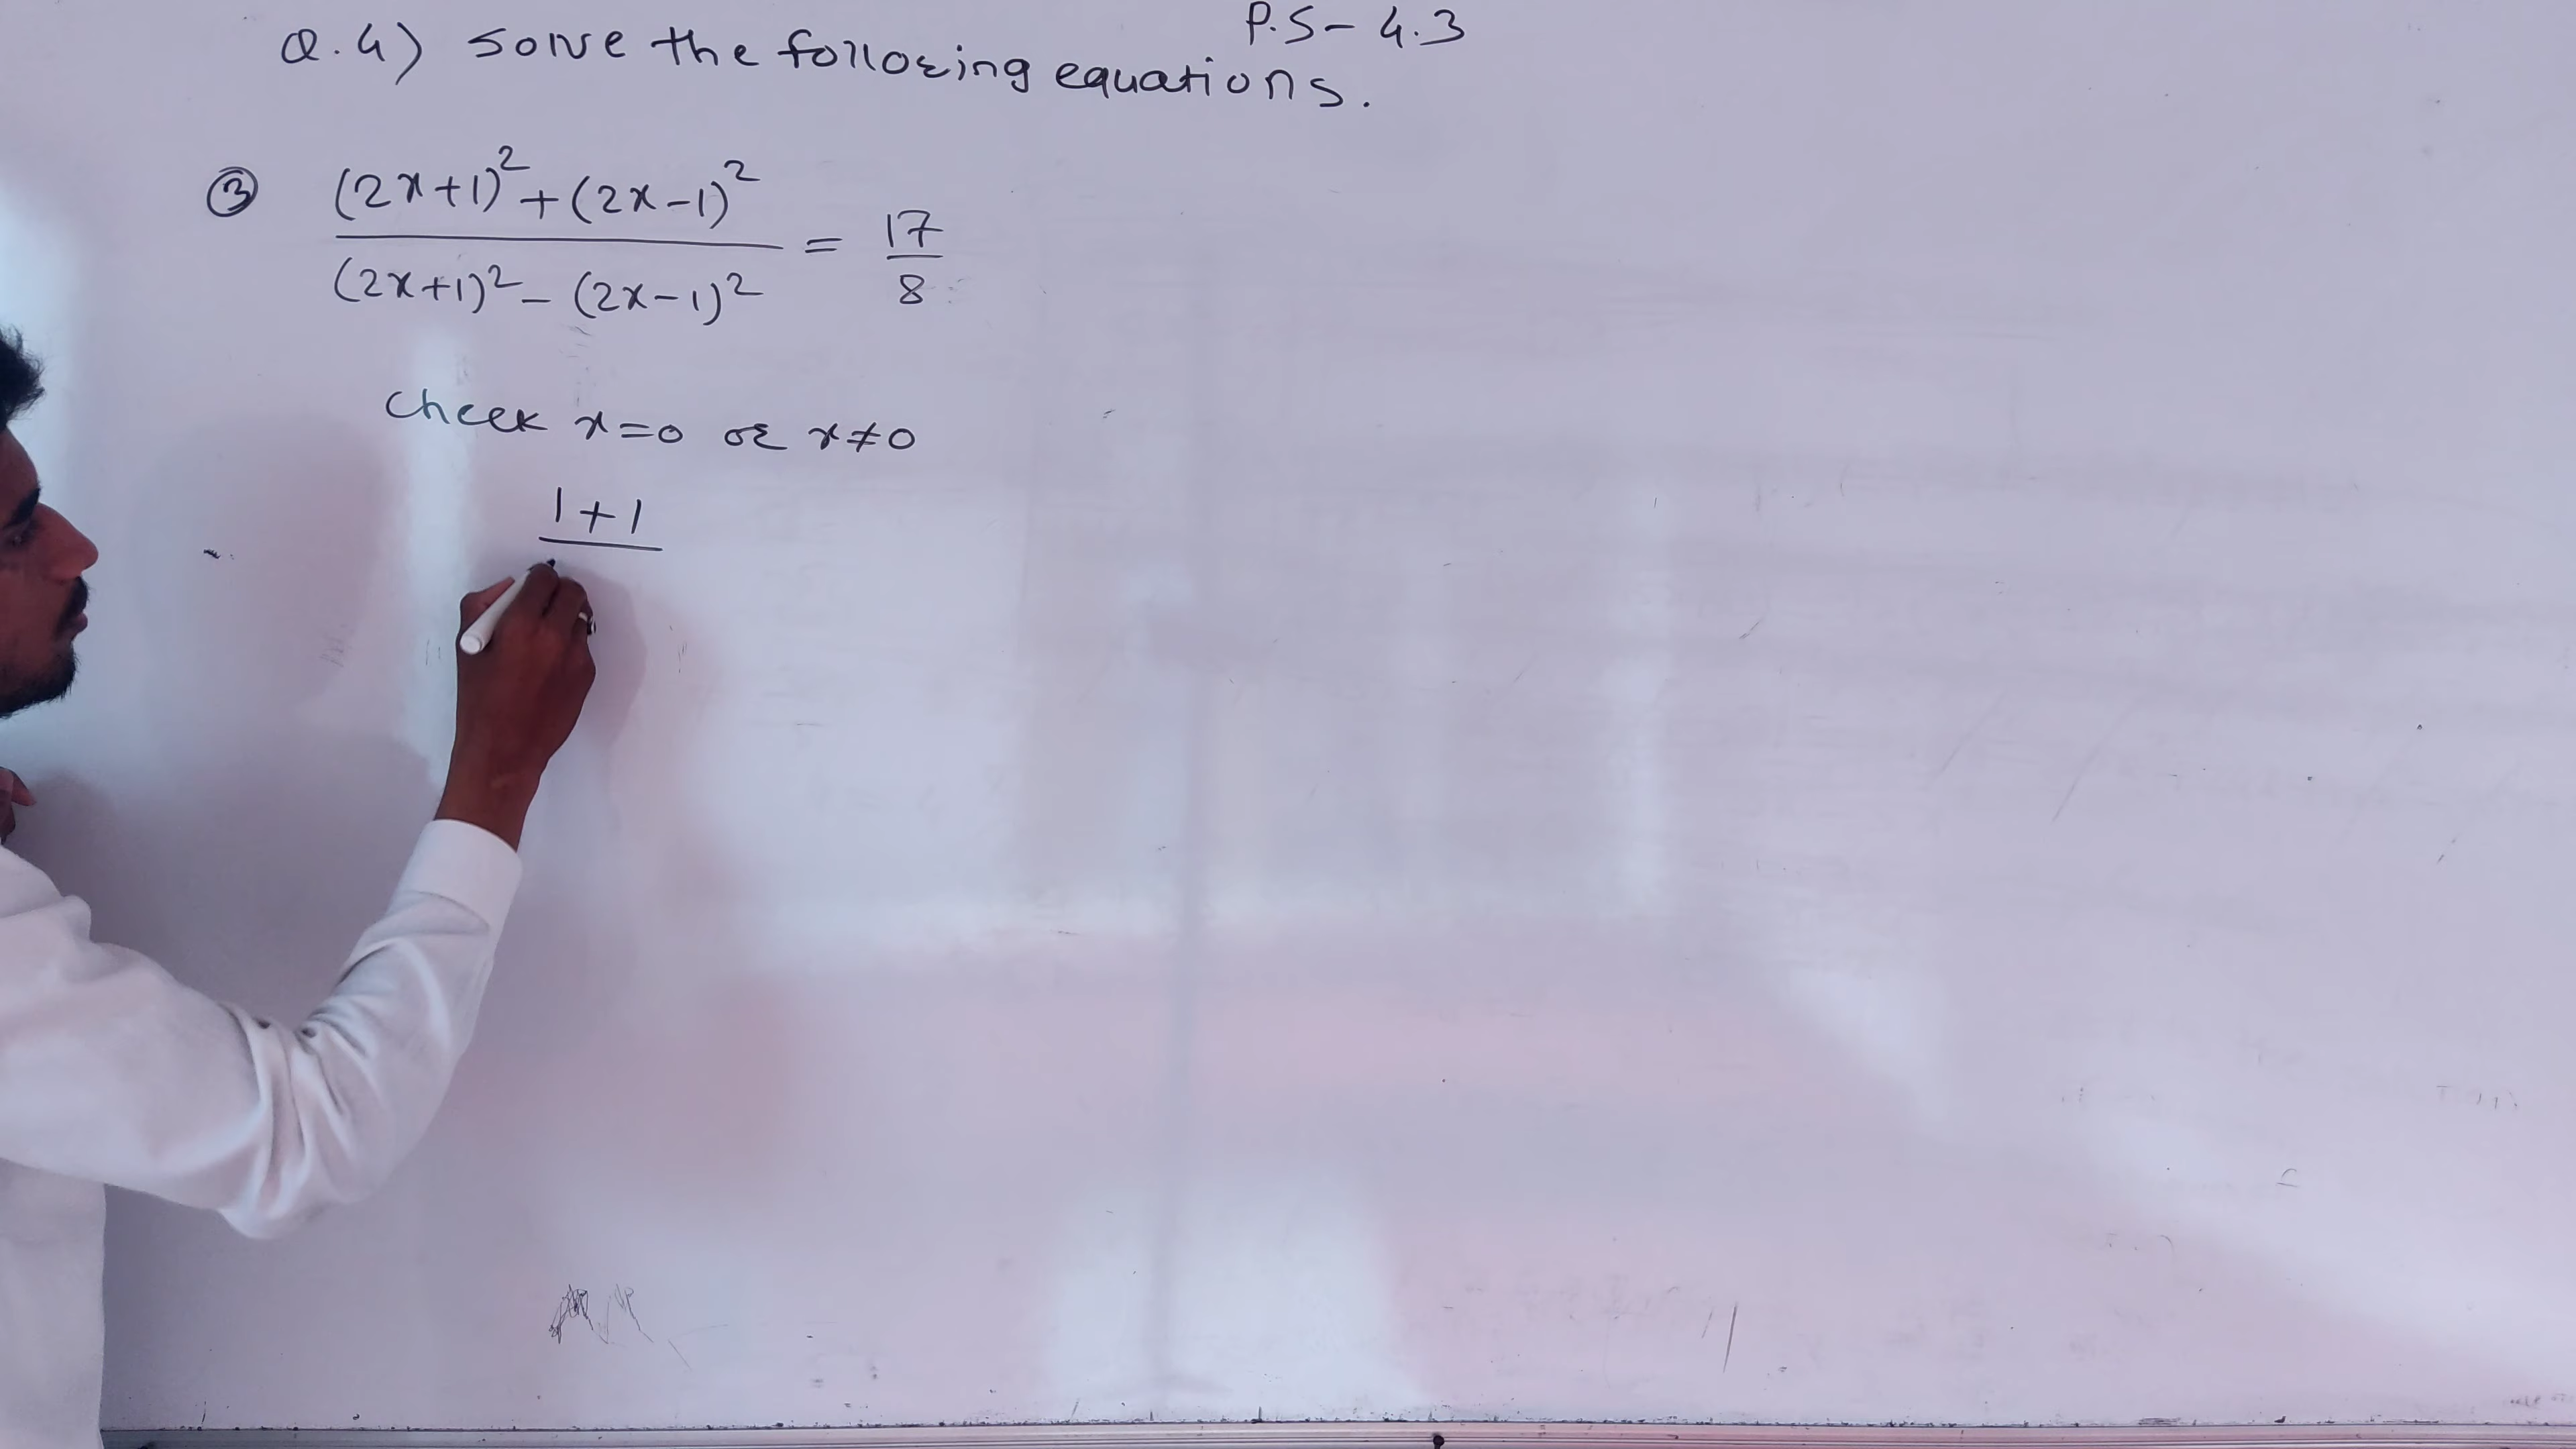 P.S- 4.3
Q.4) Solve the following equations.
③ (2x+1)²+(2x-1)² / (2x+1)²-(2x-1)² = 17/8
Check x=0 or x≠0
1+1